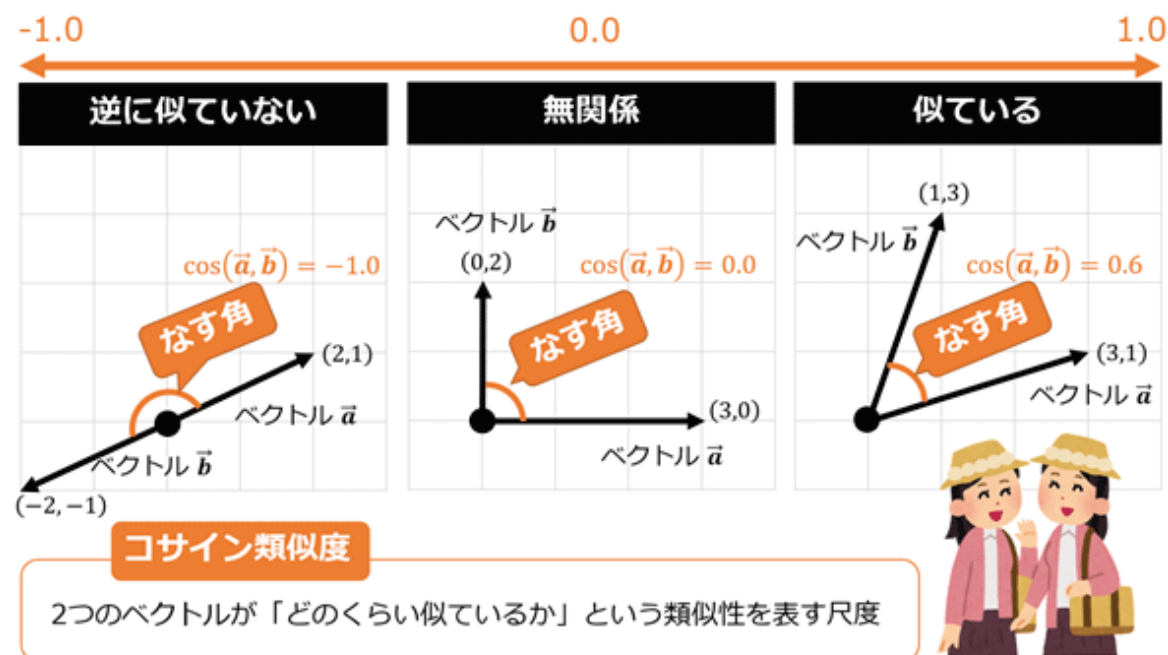 -1.0
0.0
1.0
逆に似ていない
無関係
似ている
cos(a⃗,b⃗) = −1.0
なす角
(2,1)
ベクトル a⃗
ベクトル b⃗
(−2,−1)
ベクトル b⃗
(0,2)
cos(a⃗,b⃗) = 0.0
なす角
(3,0)
ベクトル a⃗
(1,3)
ベクトル b⃗
cos(a⃗,b⃗) = 0.6
なす角
(3,1)
ベクトル a⃗
コサイン類似度
2つのベクトルが「どのくらい似ているか」という類似性を表す尺度